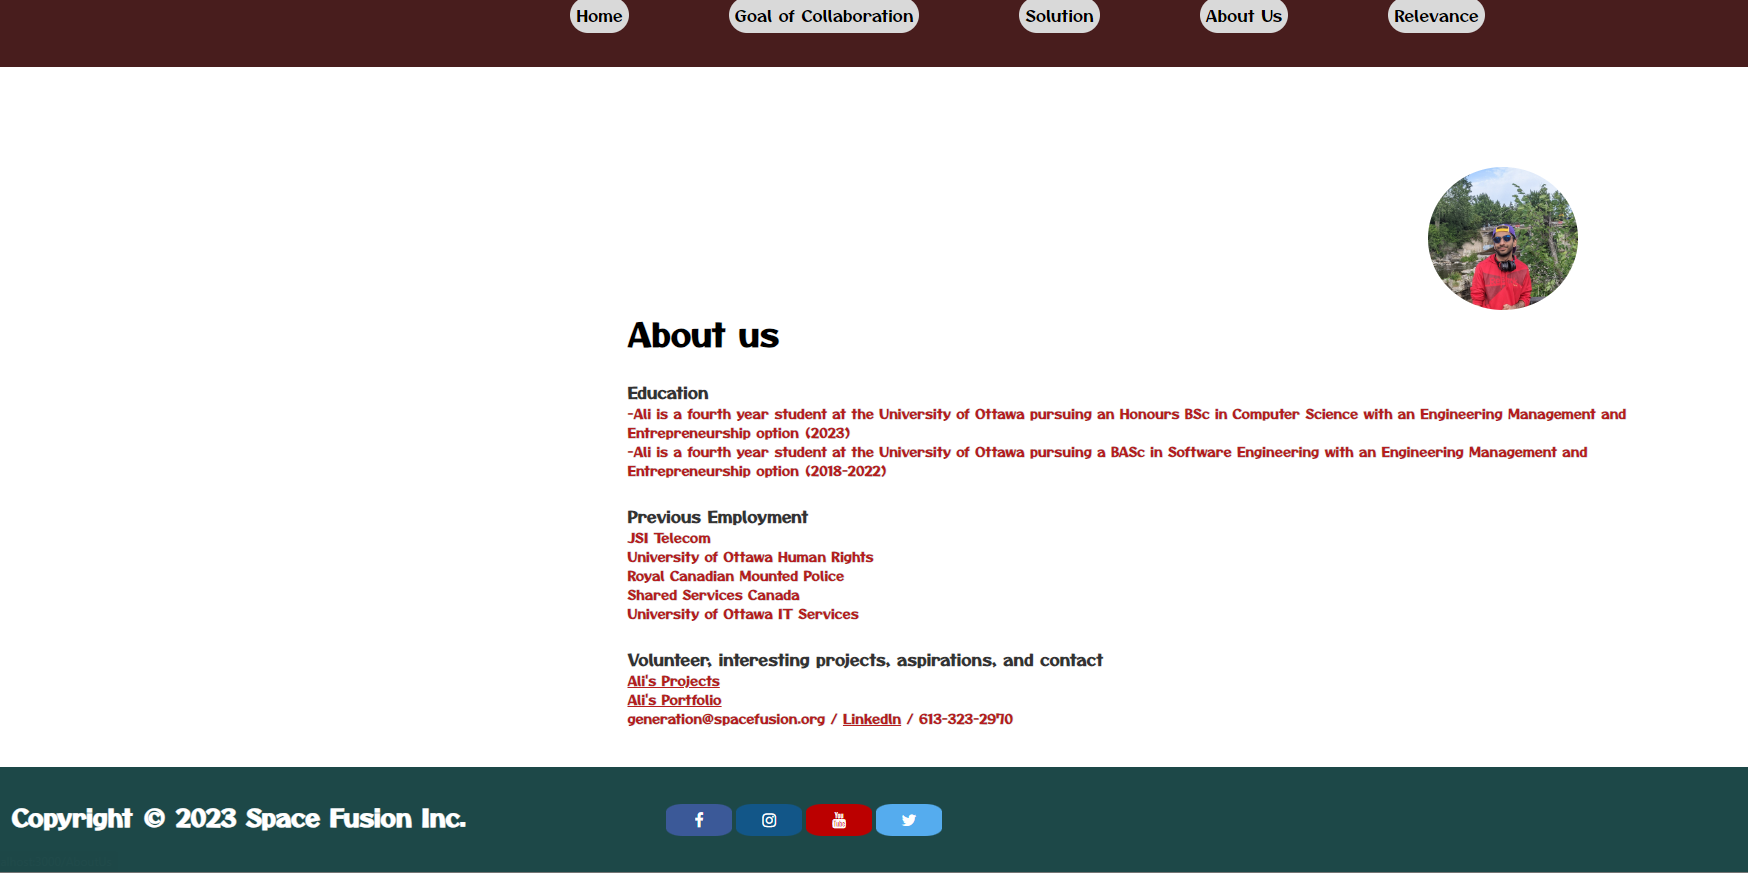 Home
Goal of Collaboration
Solution
About Us
Relevance
About us
Education
-Ali is a fourth year student at the University of Ottawa pursuing an Honours BSc in Computer Science with an Engineering Management and
Entrepreneurship option (2023)
-Ali is a fourth year student at the University of Ottawa pursuing a BASc in Software Engineering with an Engineering Management and
Entrepreneurship option (2018-2022)
Previous Employment
JSI Telecom
University of Ottawa Human Rights
Royal Canadian Mounted Police
Shared Services Canada
University of Ottawa IT Services
Volunteer, interesting projects, aspirations, and contact
Ali's Projects
Ali's Portfolio
generation@spacefusion.org / LinkedIn / 613-323-2970
Copyright © 2023 Space Fusion Inc.
You
Tube